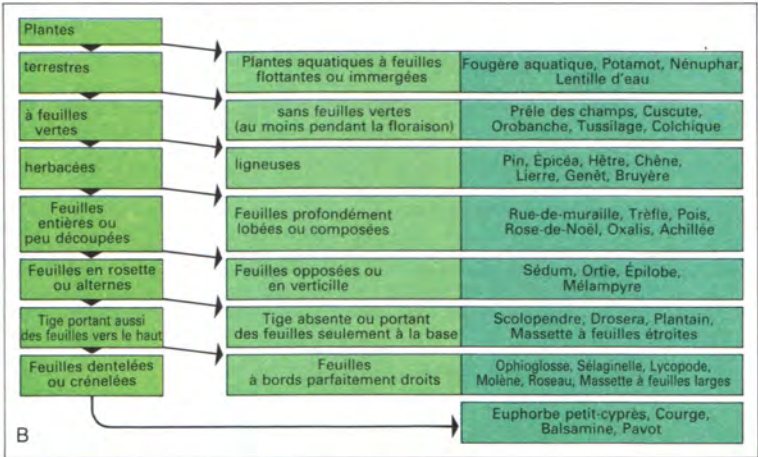 Plantes
terrestres
Plantes aquatiques à feuilles
flottantes ou immergées
Fougère aquatique, Potamot, Nénuphar,
Lentille d'eau
à feuilles
vertes
sans feuilles vertes
(au moins pendant la floraison)
Prêle des champs, Cuscute,
Orobanche, Tussilage, Colchique
herbacées
ligneuses
Pin, Épicéa, Hêtre, Chêne,
Lierre, Genêt, Bruyère
Feuilles
entières ou
peu découpées
Feuilles profondément
lobées ou composées
Rue-de-muraille, Trèfle, Pois,
Rose-de-Noël, Oxalis, Achillée
Feuilles en rosette
ou alternes
Feuilles opposées ou
en verticille
Sédum, Ortie, Épilobe,
Mélampyre
Tige portant aussi
des feuilles vers le haut
Tige absente ou portant
des feuilles seulement à la base
Scolopendre, Drosera, Plantain,
Massette à feuilles étroites
Feuilles dentelées
ou crénelées
Feuilles
à bords parfaitement droits
Ophioglosse, Sélaginelle, Lycopode,
Molène, Roseau, Massette à feuilles larges
Euphorbe petit-cyprès, Courge,
Balsamine, Pavot
B